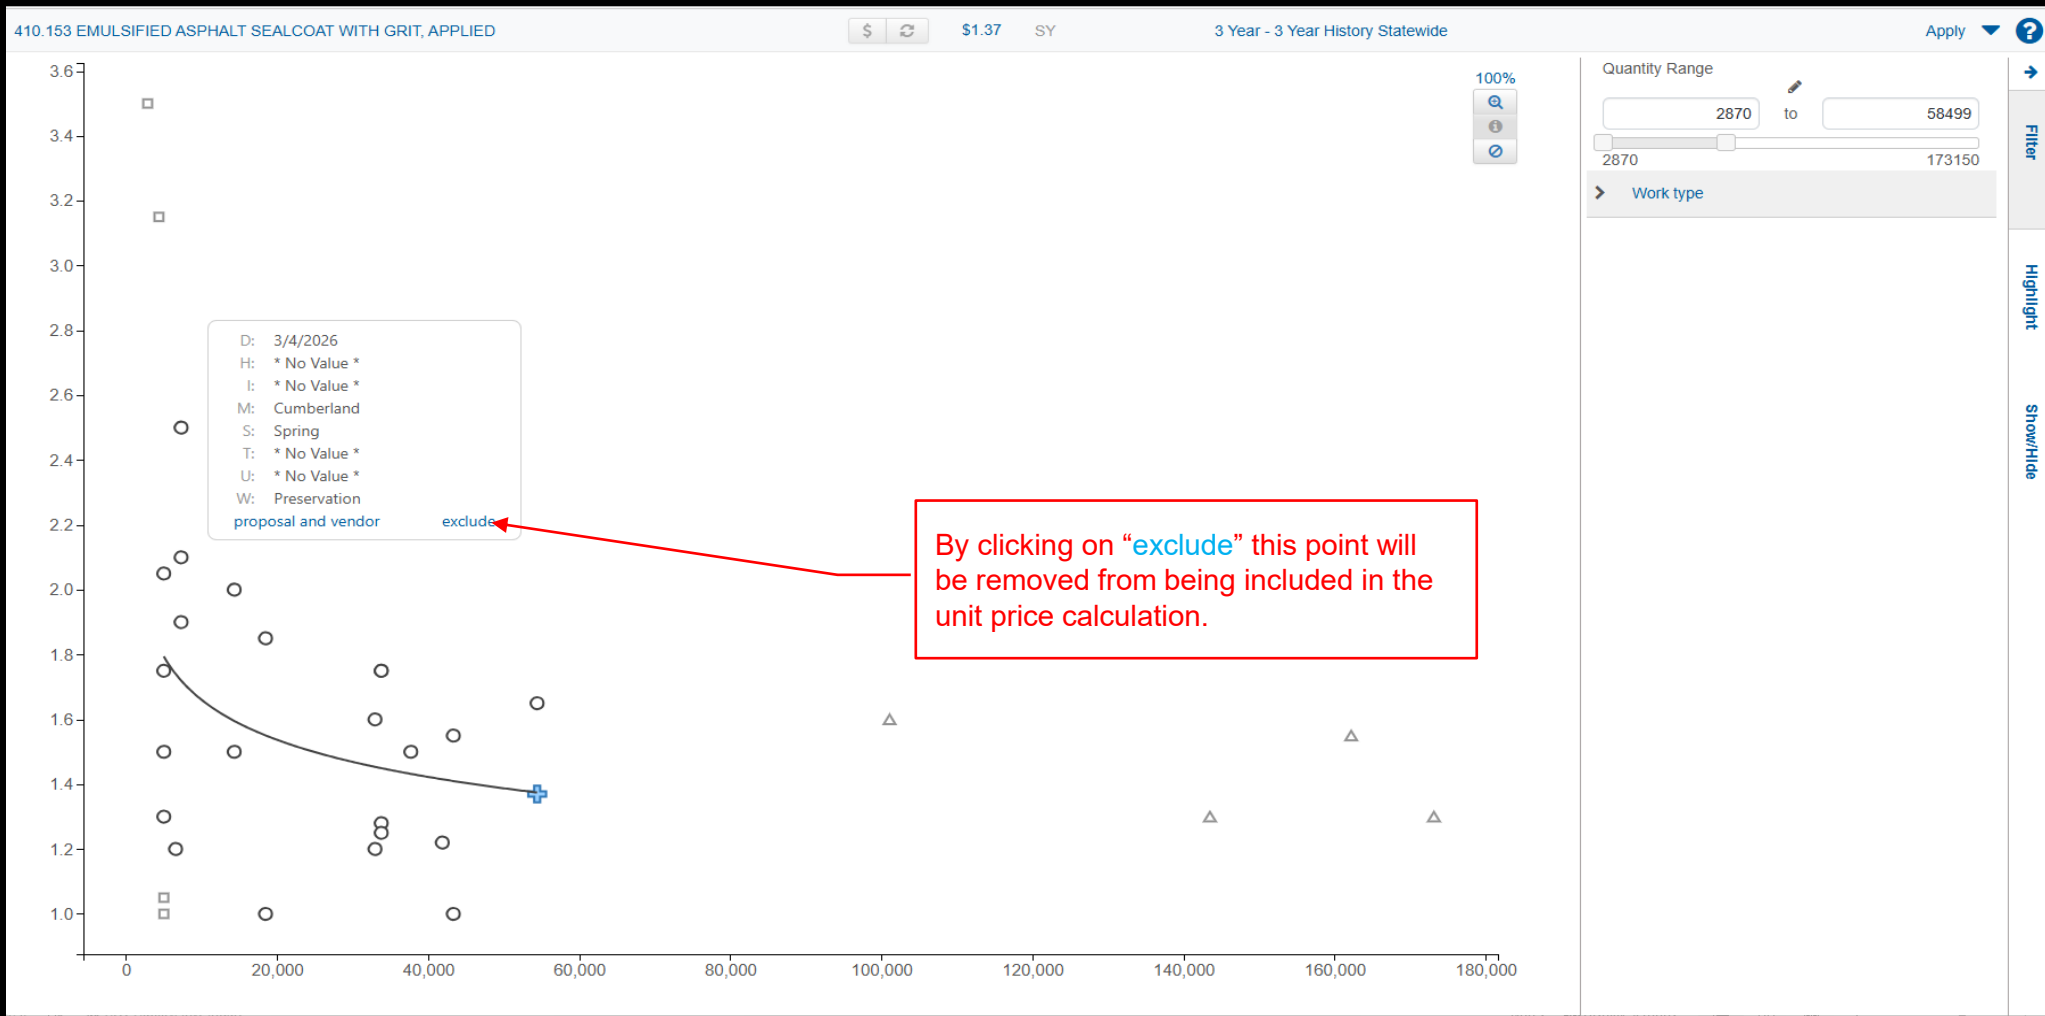 410.153 EMULSIFIED ASPHALT SEALCOAT WITH GRIT, APPLIED
$
$1.37 SY
3 Year - 3 Year History Statewide
Apply
?
100%
Quantity Range
2870 to 58499
2870 173150
Work type
Filter
Highlight
Show/Hide
3.6
3.4
3.2
3.0
2.8
2.6
2.4
2.2
2.0
1.8
1.6
1.4
1.2
1.0
D: 3/4/2026
H: * No Value *
I: * No Value *
M: Cumberland
S: Spring
T: * No Value *
U: * No Value *
W: Preservation
proposal and vendor exclude
By clicking on “exclude” this point will
be removed from being included in the
unit price calculation.
0 20,000 40,000 60,000 80,000 100,000 120,000 140,000 160,000 180,000